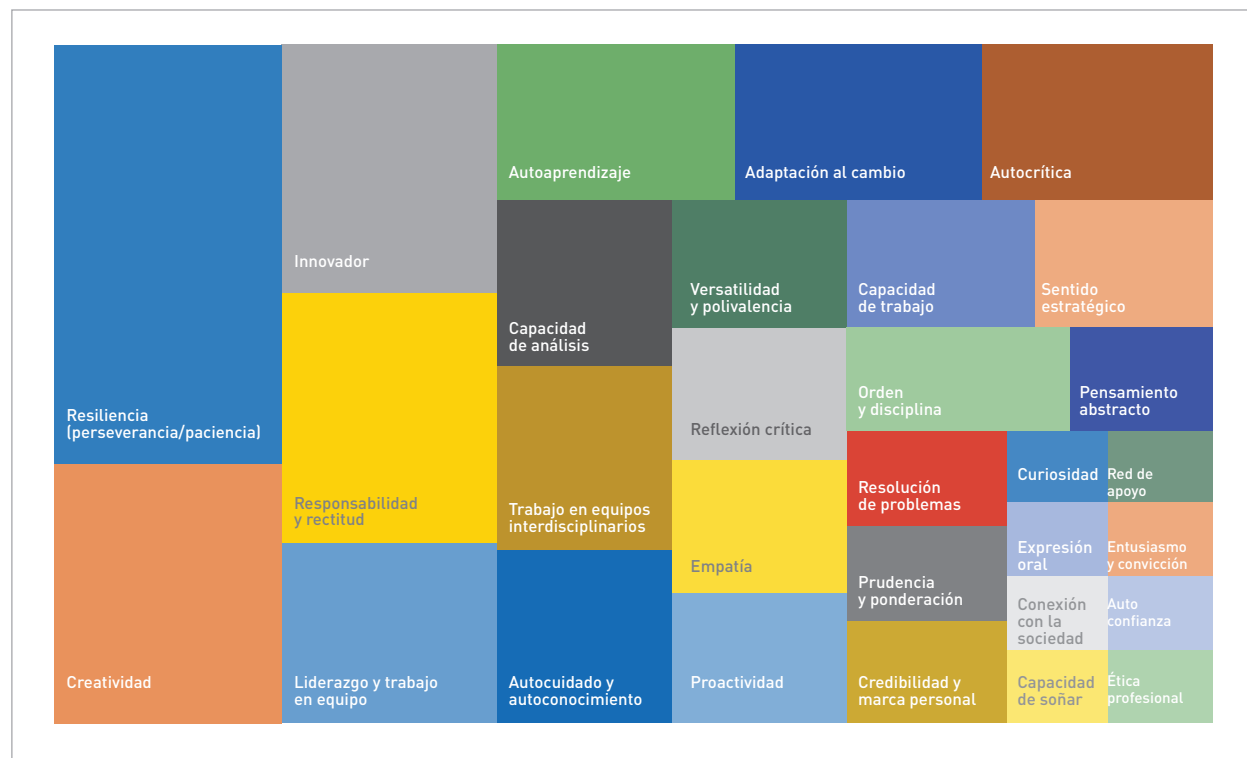 Resiliencia
(perseverancia/paciencia)
Creatividad
Innovador
Responsabilidad
y rectitud
Liderazgo y trabajo
en equipo
Autoaprendizaje
Adaptación al cambio
Autocrítica
Capacidad
de análisis
Trabajo en equipos
interdisciplinarios
Autocuidado y
autoconocimiento
Versatilidad
y polivalencia
Capacidad
de trabajo
Sentido
estratégico
Reflexión crítica
Orden
y disciplina
Pensamiento
abstracto
Empatía
Proactividad
Resolución
de problemas
Prudencia
y ponderación
Credibilidad y
marca personal
Curiosidad
Red de
apoyo
Expresión
oral
Entusiasmo
y convicción
Conexión
con la
sociedad
Auto
confianza
Capacidad
de soñar
Ética
profesional